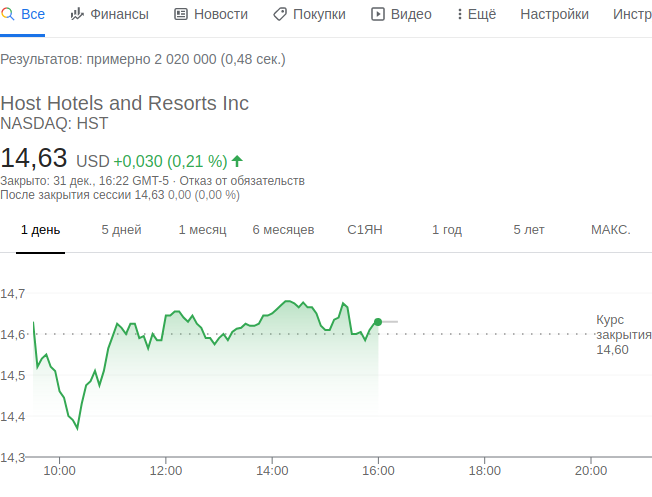 Все Финансы Новости Покупки Видео Ещё Настройки Инстр
Результатов: примерно 2 020 000 (0,48 сек.)
Host Hotels and Resorts Inc
NASDAQ: HST
14,63 USD +0,030 (0,21 %)
Закрыто: 31 дек., 16:22 GMT-5 · Отказ от обязательств
После закрытия сессии 14,63 0,00 (0,00 %)
1 день 5 дней 1 месяц 6 месяцев С1ЯН 1 год 5 лет МАКС.
14,7
14,6
14,5
14,4
14,3
Курс
закрытия
14,60
10:00 12:00 14:00 16:00 18:00 20:00